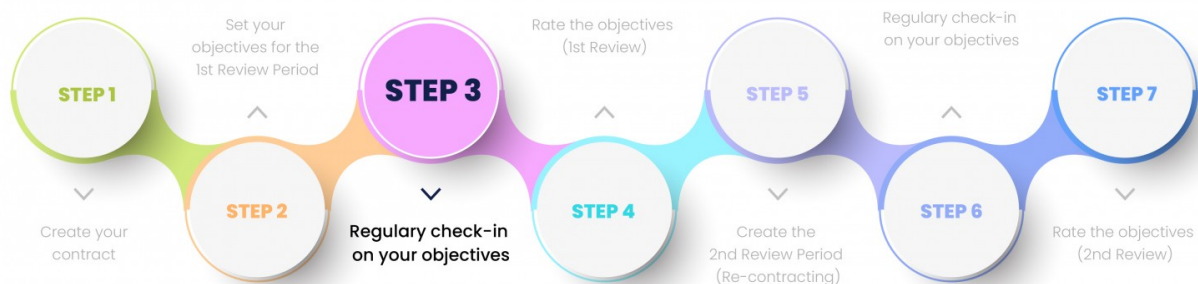 STEP 1
Create your
contract
Set your
objectives for the
1st Review Period
STEP 2
STEP 3
Regulary check-in
on your objectives
Rate the objectives
(1st Review)
STEP 4
STEP 5
Create the
2nd Review Period
(Re-contracting)
Regulary check-in
on your objectives
STEP 6
STEP 7
Rate the objectives
(2nd Review)